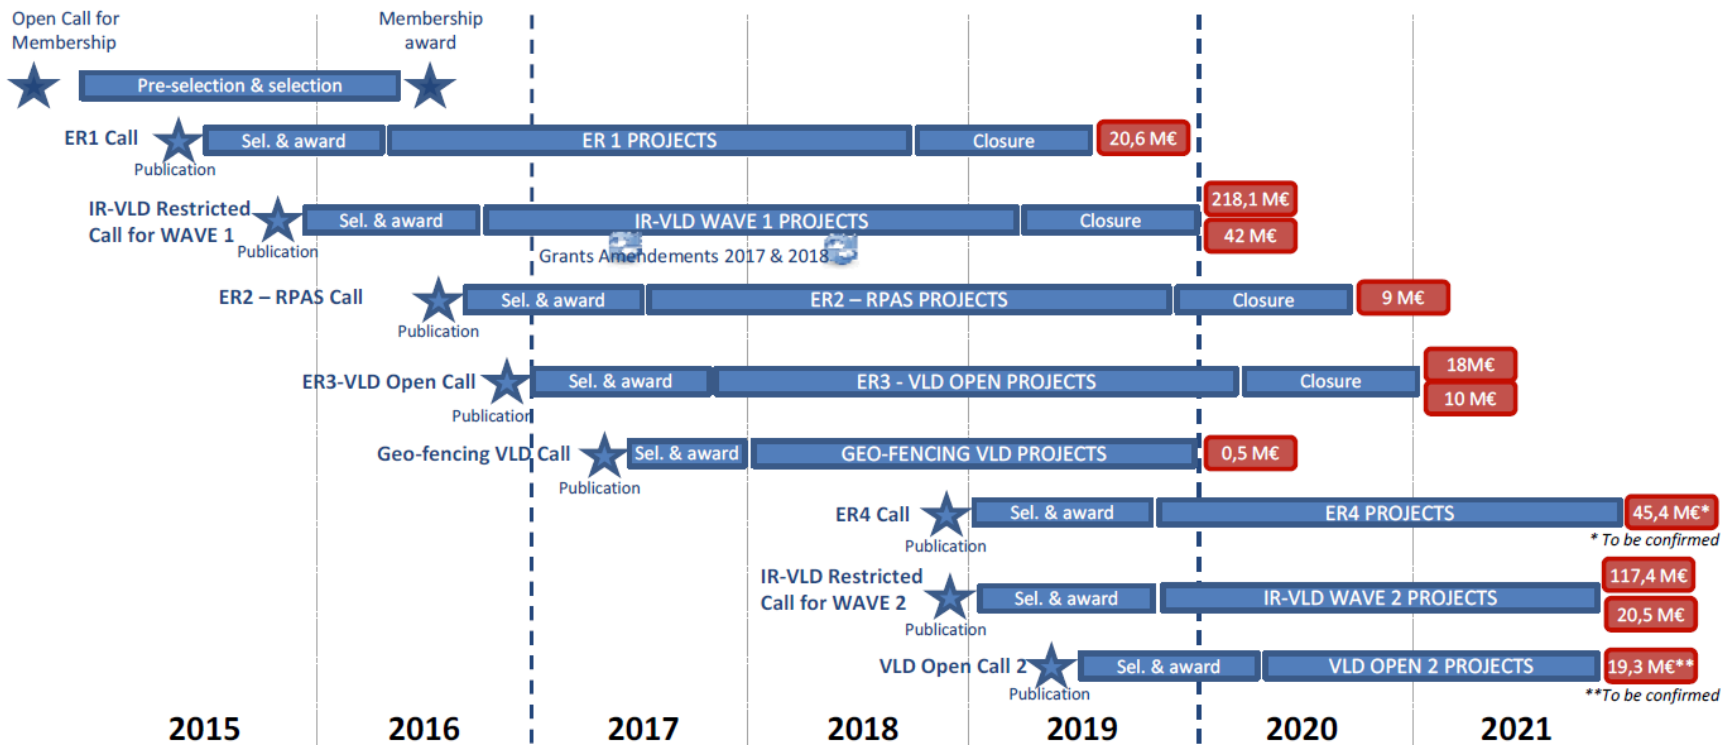 Open Call for
Membership
Membership
award
Pre-selection & selection
ER1 Call
Publication
Sel. & award
ER 1 PROJECTS
Closure
20,6 M€
IR-VLD Restricted
Call for WAVE 1
Publication
Sel. & award
IR-VLD WAVE 1 PROJECTS
Closure
218,1 M€
42 M€
Grants Amendements 2017 & 2018
ER2 – RPAS Call
Publication
Sel. & award
ER2 – RPAS PROJECTS
Closure
9 M€
ER3-VLD Open Call
Publication
Sel. & award
ER3 - VLD OPEN PROJECTS
Closure
18M€
10 M€
Geo-fencing VLD Call
Publication
Sel. & award
GEO-FENCING VLD PROJECTS
0,5 M€
ER4 Call
Publication
Sel. & award
ER4 PROJECTS
45,4 M€*
* To be confirmed
IR-VLD Restricted
Call for WAVE 2
Publication
Sel. & award
IR-VLD WAVE 2 PROJECTS
117,4 M€
20,5 M€
VLD Open Call 2
Publication
Sel. & award
VLD OPEN 2 PROJECTS
19,3 M€**
**To be confirmed
2015
2016
2017
2018
2019
2020
2021